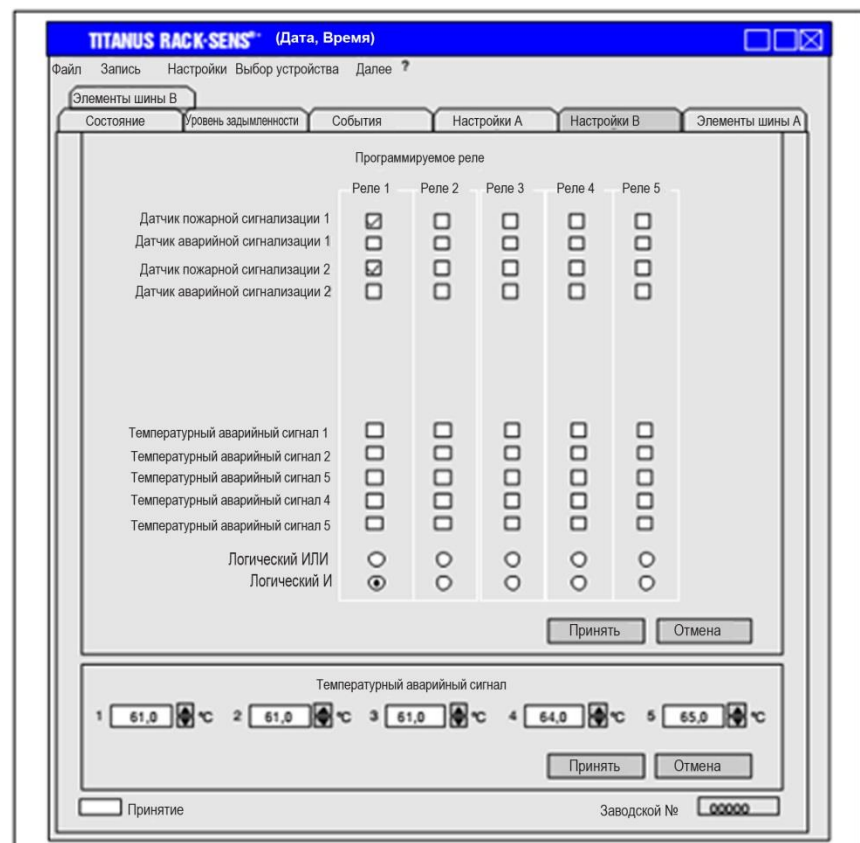 TITANUS RACK·SENS® (Дата, Время)
Файл Запись Настройки Выбор устройства Далее ?
Элементы шины В
Состояние Уровень задымленности События Настройки А Настройки В Элементы шины А
Программируемое реле
Реле 1 Реле 2 Реле 3 Реле 4 Реле 5
Датчик пожарной сигнализации 1
Датчик аварийной сигнализации 1
Датчик пожарной сигнализации 2
Датчик аварийной сигнализации 2
Температурный аварийный сигнал 1
Температурный аварийный сигнал 2
Температурный аварийный сигнал 5
Температурный аварийный сигнал 4
Температурный аварийный сигнал 5
Логический ИЛИ
Логический И
Принять Отмена
Температурный аварийный сигнал
1 61,0 °C 2 61,0 °C 3 61,0 °C 4 64,0 °C 5 65,0 °C
Принять Отмена
Принятие Заводской № 00000